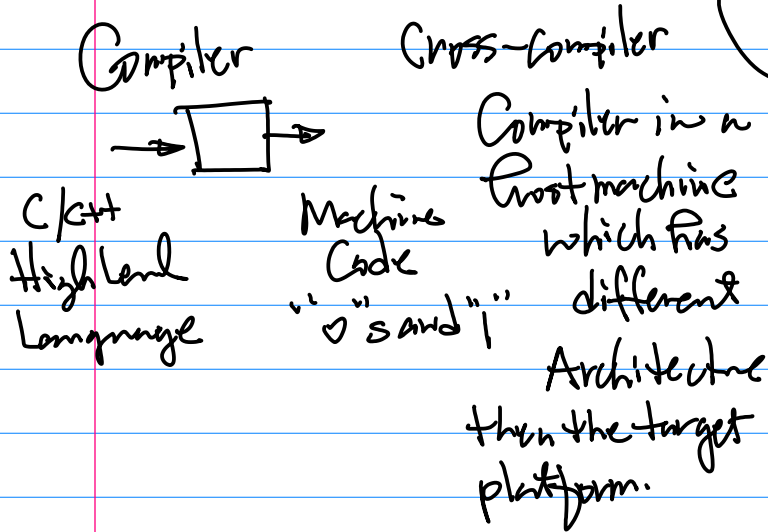 Compiler
C/C++
High Level
Language
Machine
Code
"0"s and "1"
Cross-compiler
Compiler in a
host machine
which has
different
Architecture
then the target
platform.